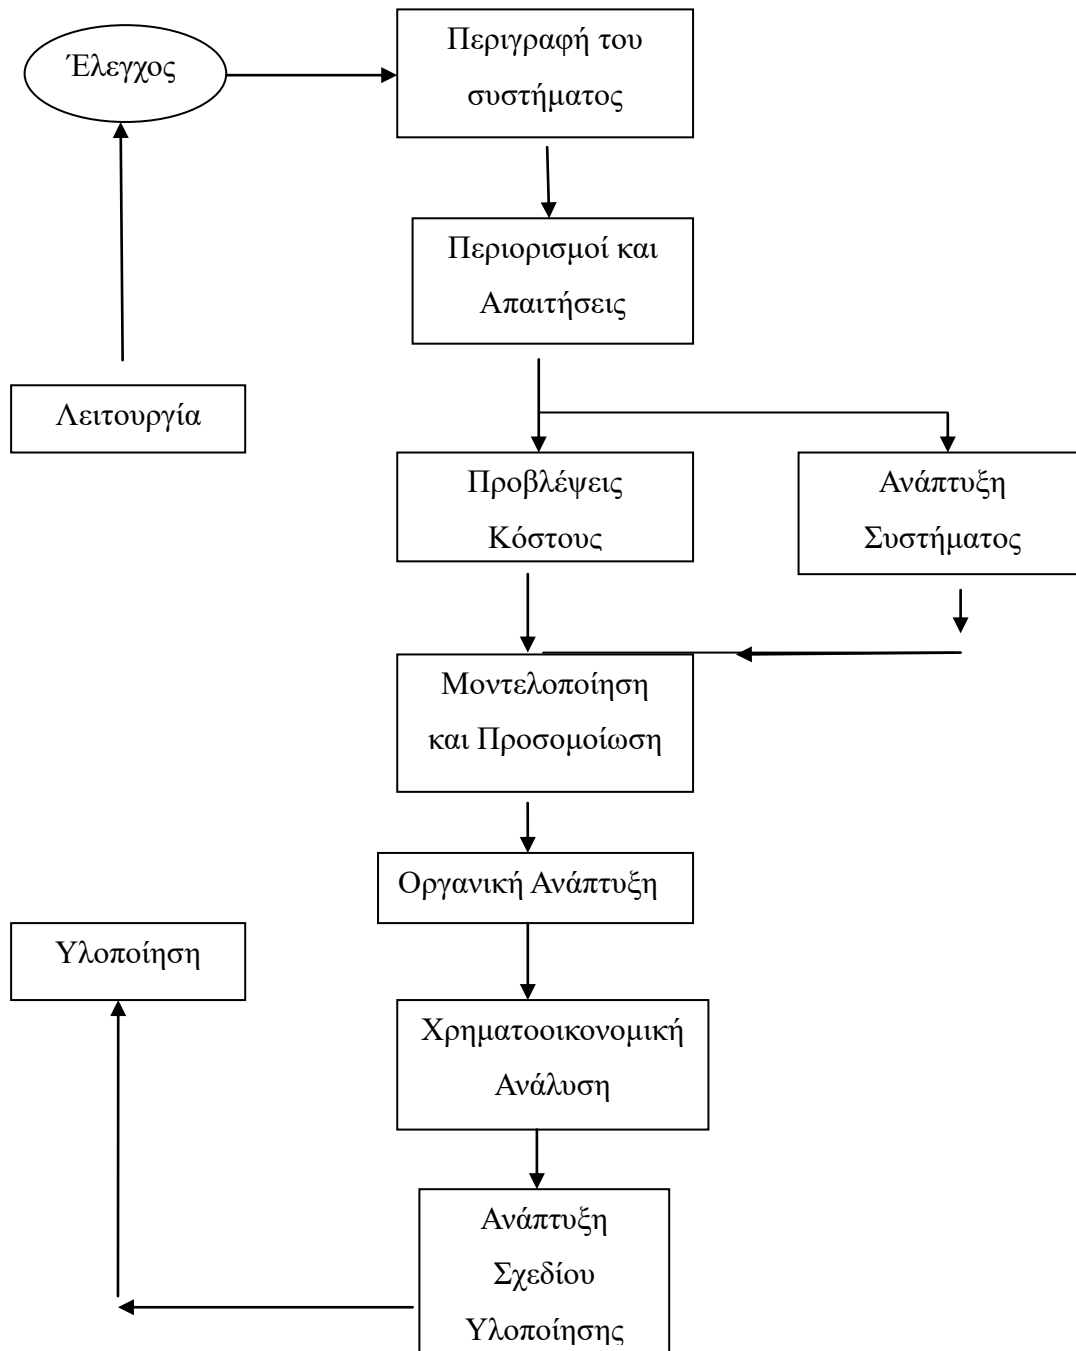 Έλεγχος
Περιγραφή του
συστήματος
Περιορισμοί και
Απαιτήσεις
Λειτουργία
Προβλέψεις
Κόστους
Ανάπτυξη
Συστήματος
Μοντελοποίηση
και Προσομοίωση
Οργανική Ανάπτυξη
Υλοποίηση
Χρηματοοικονομική
Ανάλυση
Ανάπτυξη
Σχεδίου
Υλοποίησης